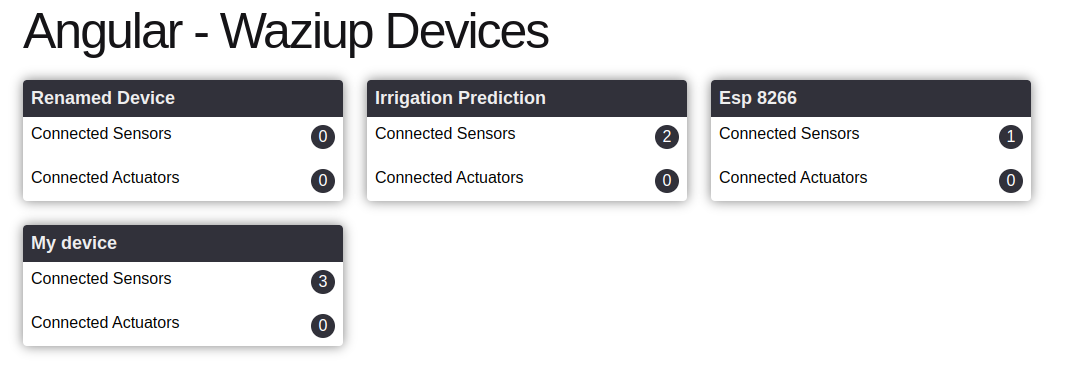 Angular - Waziup Devices
Renamed Device
Connected Sensors 0
Connected Actuators 0
Irrigation Prediction
Connected Sensors 2
Connected Actuators 0
Esp 8266
Connected Sensors 1
Connected Actuators 0
My device
Connected Sensors 3
Connected Actuators 0